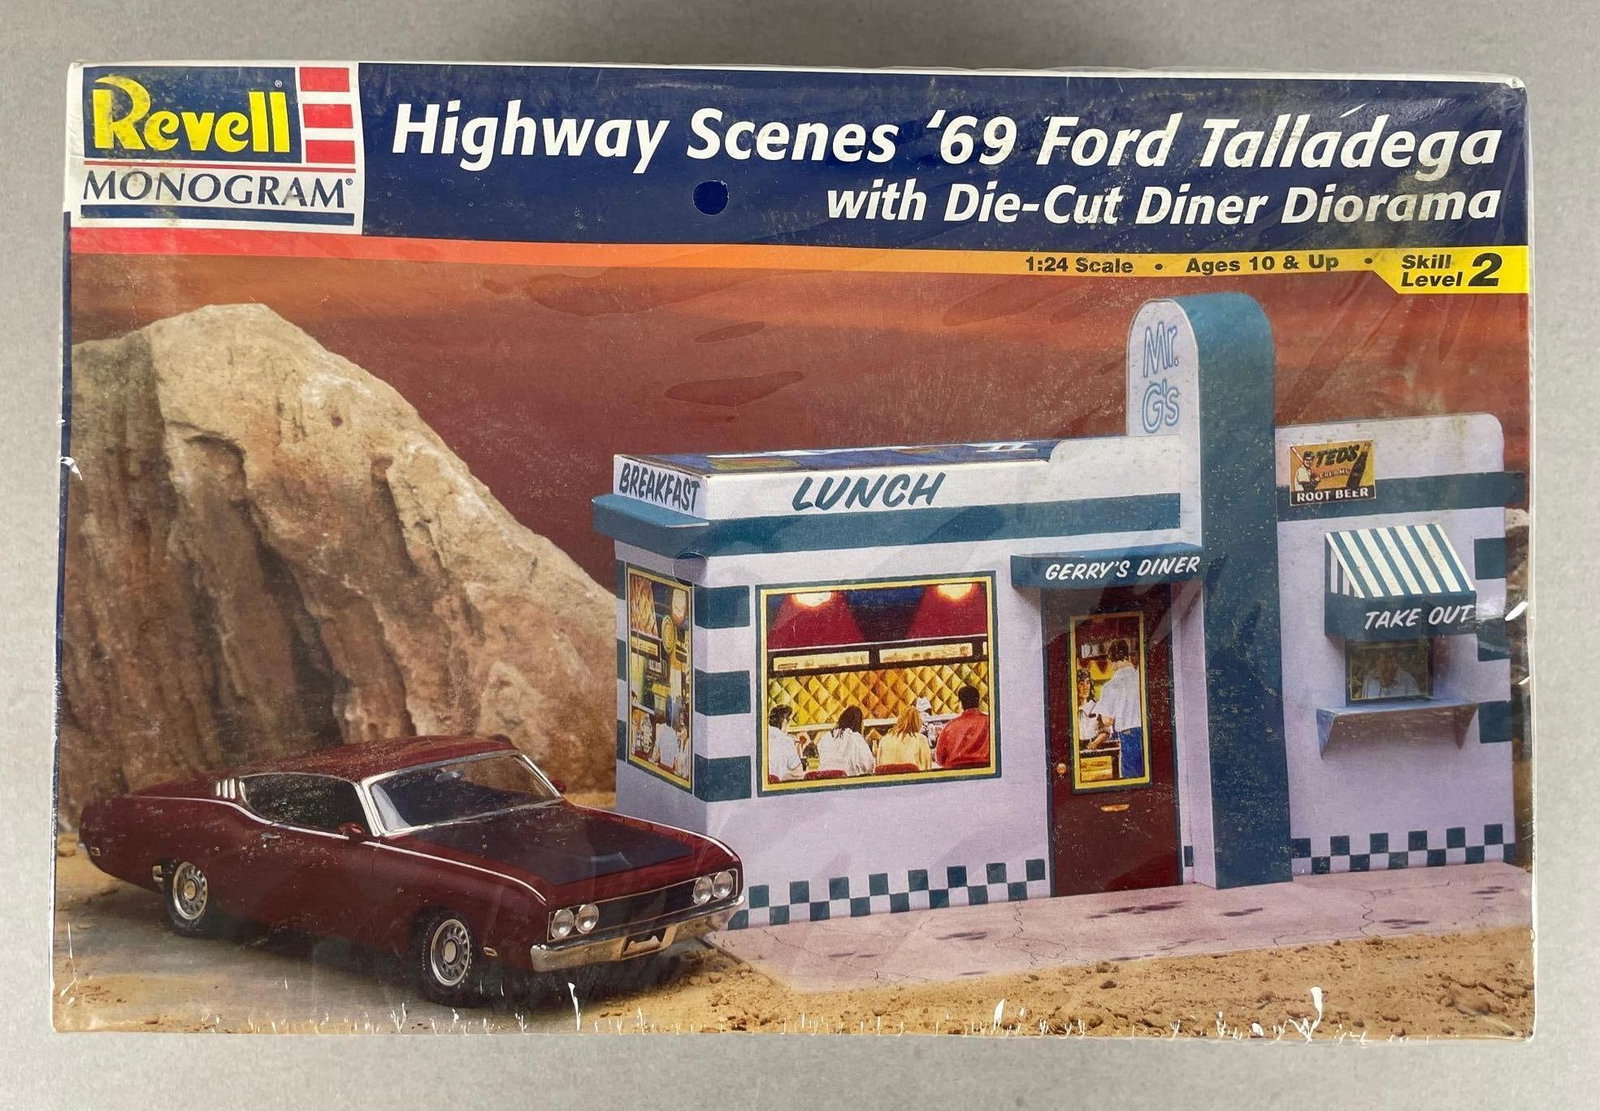 Revell®
MONOGRAM®
Highway Scenes ‘69 Ford Talladega
with Die-Cut Diner Diorama
1:24 Scale • Ages 10 & Up • Skill
Level 2
Mr.
G's
BREAKFAST
LUNCH
TED'S
CREAMY
ROOT BEER
GERRY'S DINER
TAKE OUT